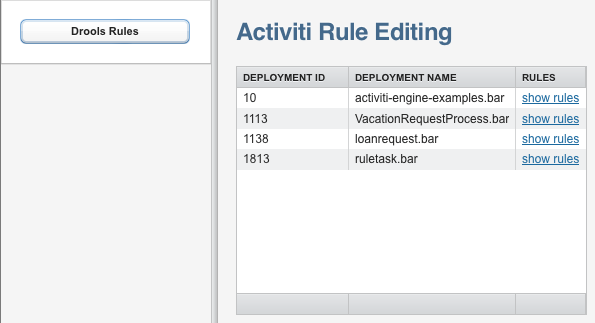 Drools Rules
Activiti Rule Editing
DEPLOYMENT ID DEPLOYMENT NAME RULES
10 activiti-engine-examples.bar show rules
1113 VacationRequestProcess.bar show rules
1138 loanrequest.bar show rules
1813 ruletask.bar show rules